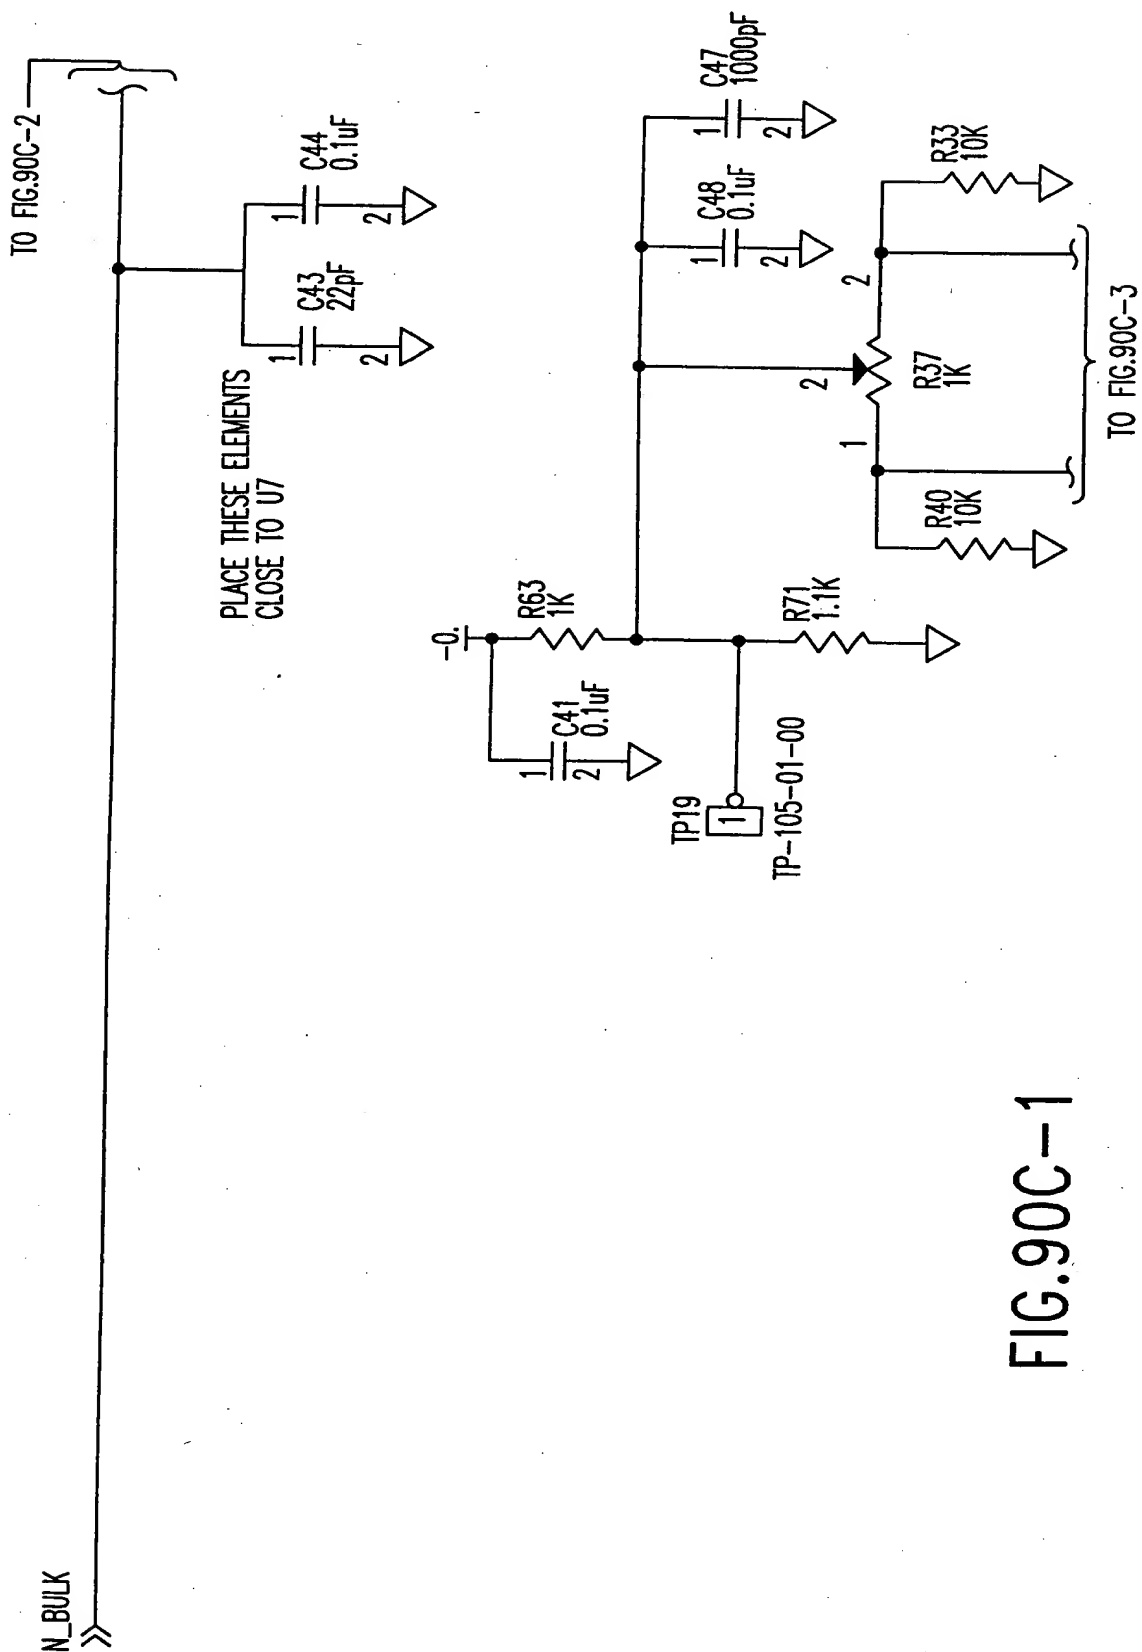 TO FIG.90C-2
N_BULK
1
C43
22pF
2
1
C44
0.1uF
2
PLACE THESE ELEMENTS
CLOSE TO U7
-0.
R63
1K
1
C41
0.1uF
2
TP19
1
TP-105-01-00
R71
1.1K
1
C48
0.1uF
2
1
C47
1000pF
2
2
1
2
R37
1K
R40
10K
R33
10K
TO FIG.90C-3
FIG.90C-1